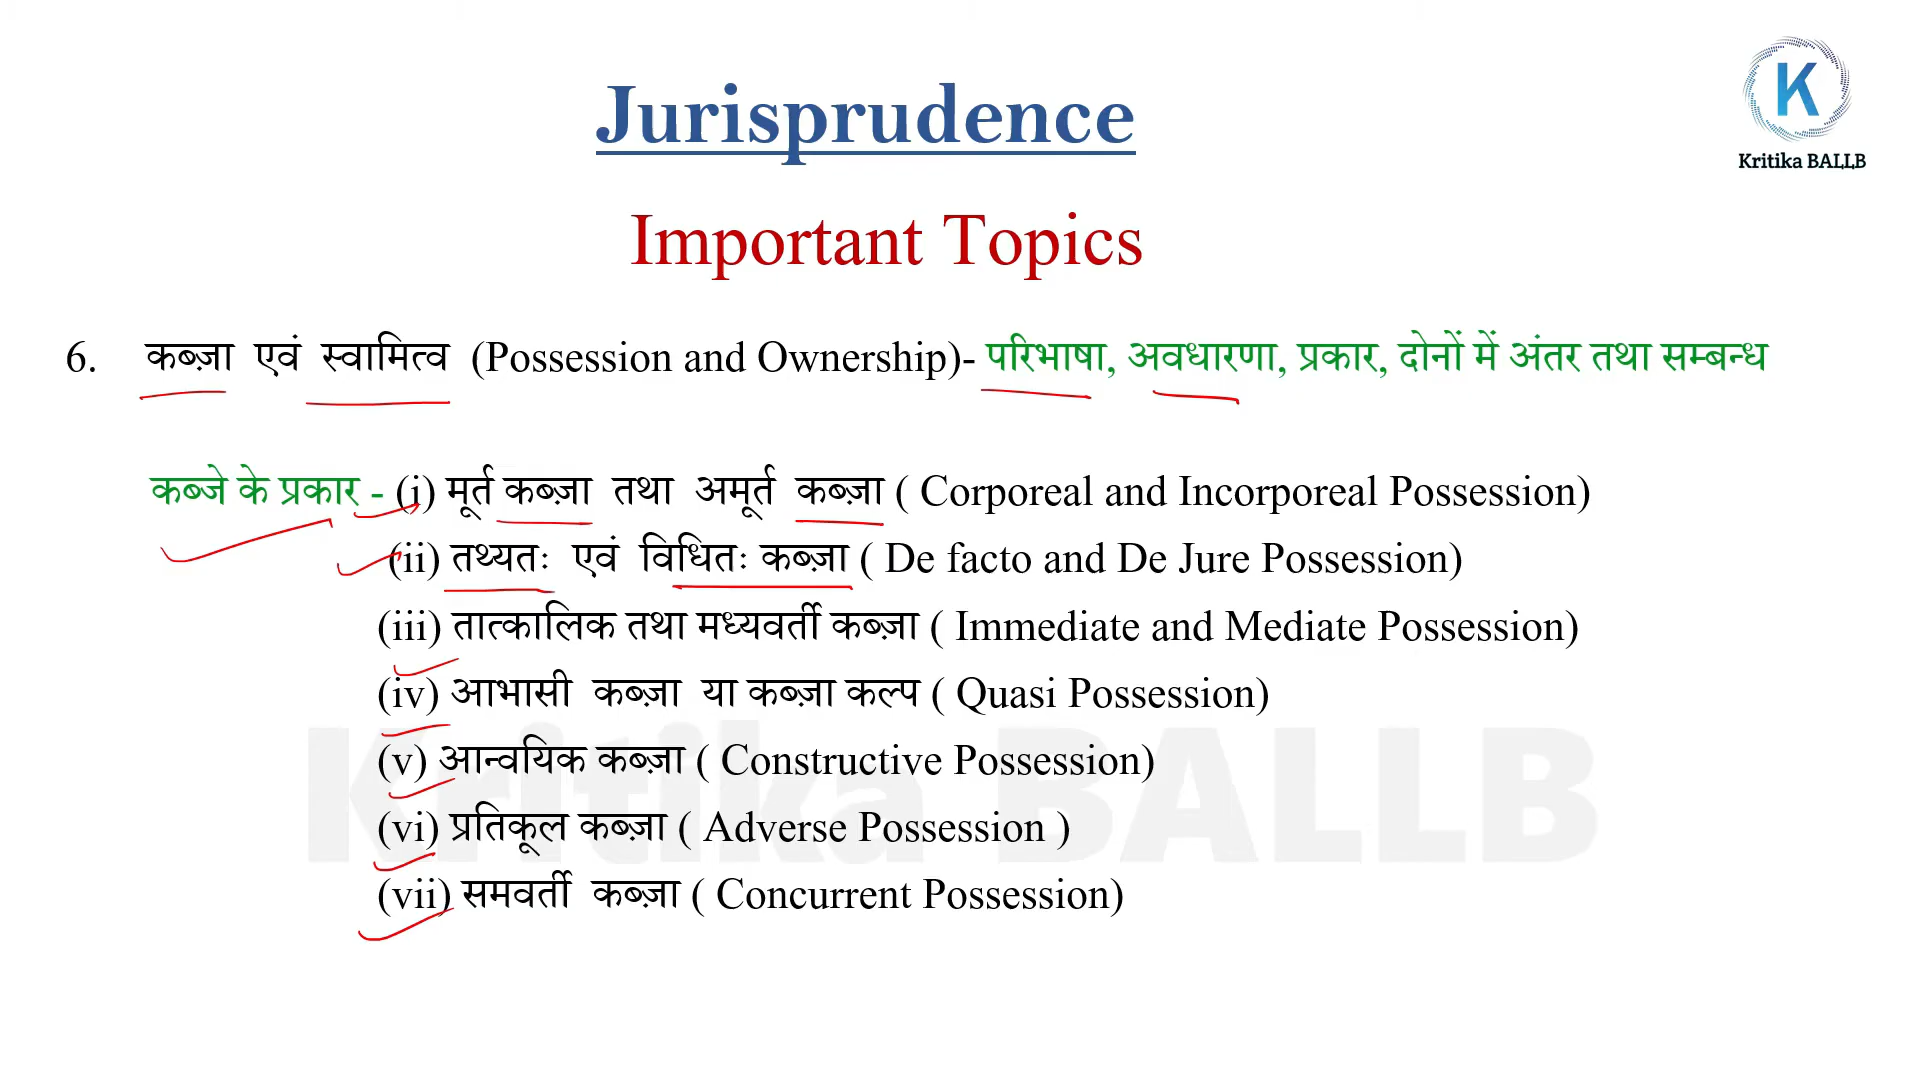 Jurisprudence
K
Kritika BALLB
Important Topics
6. कब्ज़ा एवं स्वामित्व (Possession and Ownership)- परिभाषा, अवधारणा, प्रकार, दोनों में अंतर तथा सम्बन्ध
कब्जे के प्रकार - (i) मूर्त कब्ज़ा तथा अमूर्त कब्ज़ा ( Corporeal and Incorporeal Possession)
(ii) तथ्यतः एवं विधितः कब्ज़ा ( De facto and De Jure Possession)
(iii) तात्कालिक तथा मध्यवर्ती कब्ज़ा ( Immediate and Mediate Possession)
(iv) आभासी कब्ज़ा या कब्ज़ा कल्प ( Quasi Possession)
(v) आन्वयिक कब्ज़ा ( Constructive Possession)
(vi) प्रतिकूल कब्ज़ा ( Adverse Possession )
(vii) समवर्ती कब्ज़ा ( Concurrent Possession)
Kritika BALLB